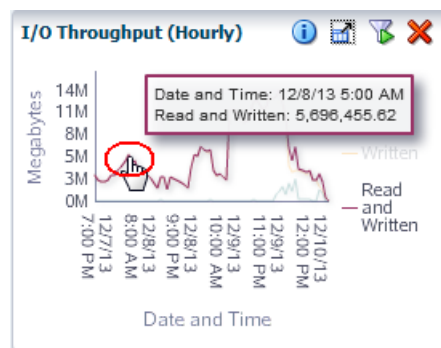 I/O Throughput (Hourly)
Megabytes
14M
11M
8M
5M
3M
0M
Date and Time: 12/8/13 5:00 AM
Read and Written: 5,696,455.62
Written
Read
and
Written
7:00 PM
12/7/13
8:00 AM
12/8/13
9:00 PM
12/8/13
10:00 AM
12/9/13
11:00 PM
12/9/13
12:00 PM
12/10/13
Date and Time